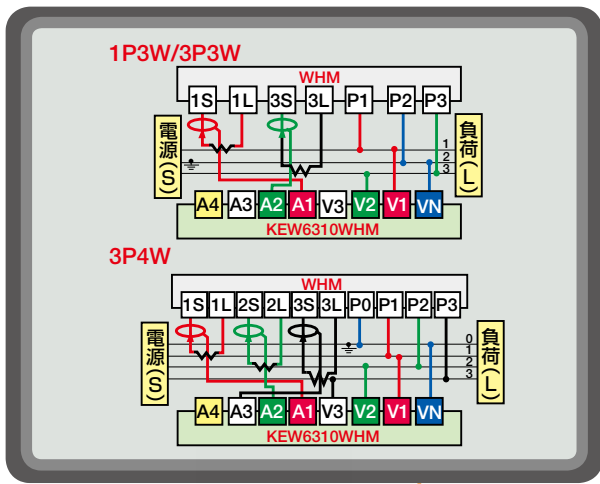 1P3W/3P3W
WHM
1S 1L 3S 3L P1 P2 P3
電源(S)
負荷(L)
1
2
3
A4 A3 A2 A1 V3 V2 V1 VN
KEW6310WHM
3P4W
WHM
1S 1L 2S 2L 3S 3L P0 P1 P2 P3
電源(S)
負荷(L)
0
1
2
3
A4 A3 A2 A1 V3 V2 V1 VN
KEW6310WHM